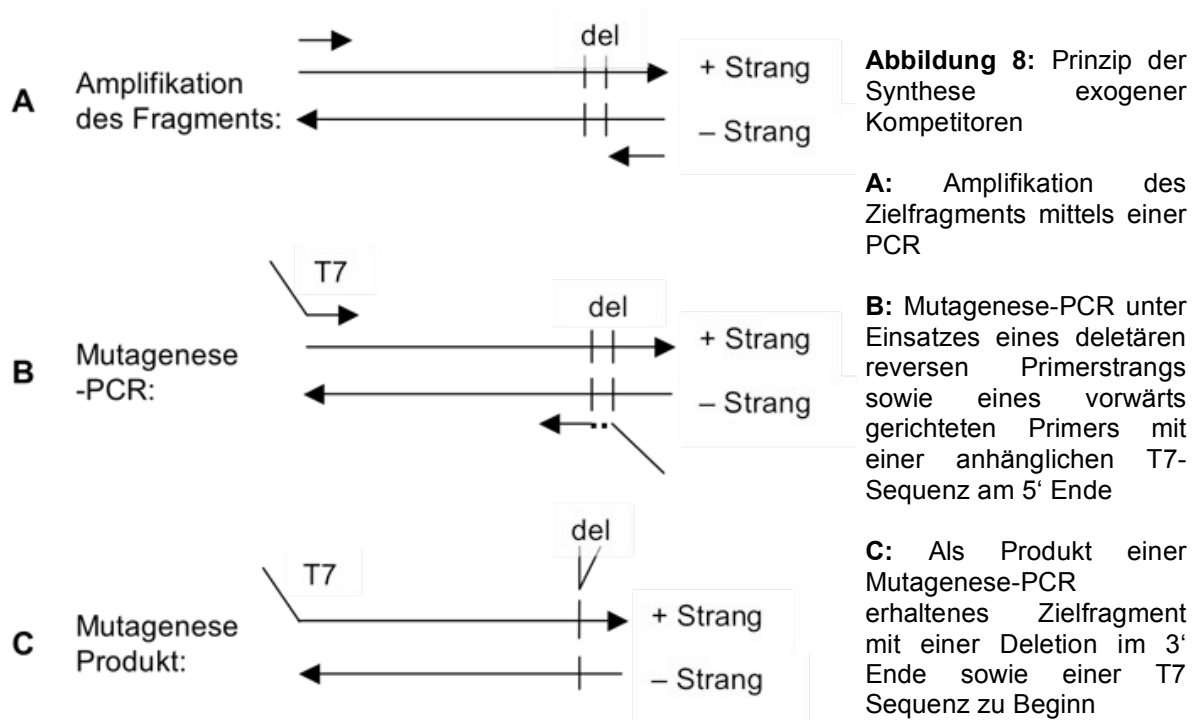 del
Amplifikation
des Fragments:
A
+ Strang
– Strang
T7
del
Mutagenese
-PCR:
B
+ Strang
– Strang
del
T7
Mutagenese
Produkt:
C
+ Strang
– Strang
Abbildung 8: Prinzip der
Synthese exogener
Kompetitoren
A: Amplifikation des
Zielfragments mittels einer
PCR
B: Mutagenese-PCR unter
Einsatzes eines deletären
reversen Primerstrangs
sowie eines vorwärts
gerichteten Primers mit
einer anhänglichen T7-
Sequenz am 5‘ Ende
C: Als Produkt einer
Mutagenese-PCR
erhaltenes Zielfragment
mit einer Deletion im 3‘
Ende sowie einer T7
Sequenz zu Beginn